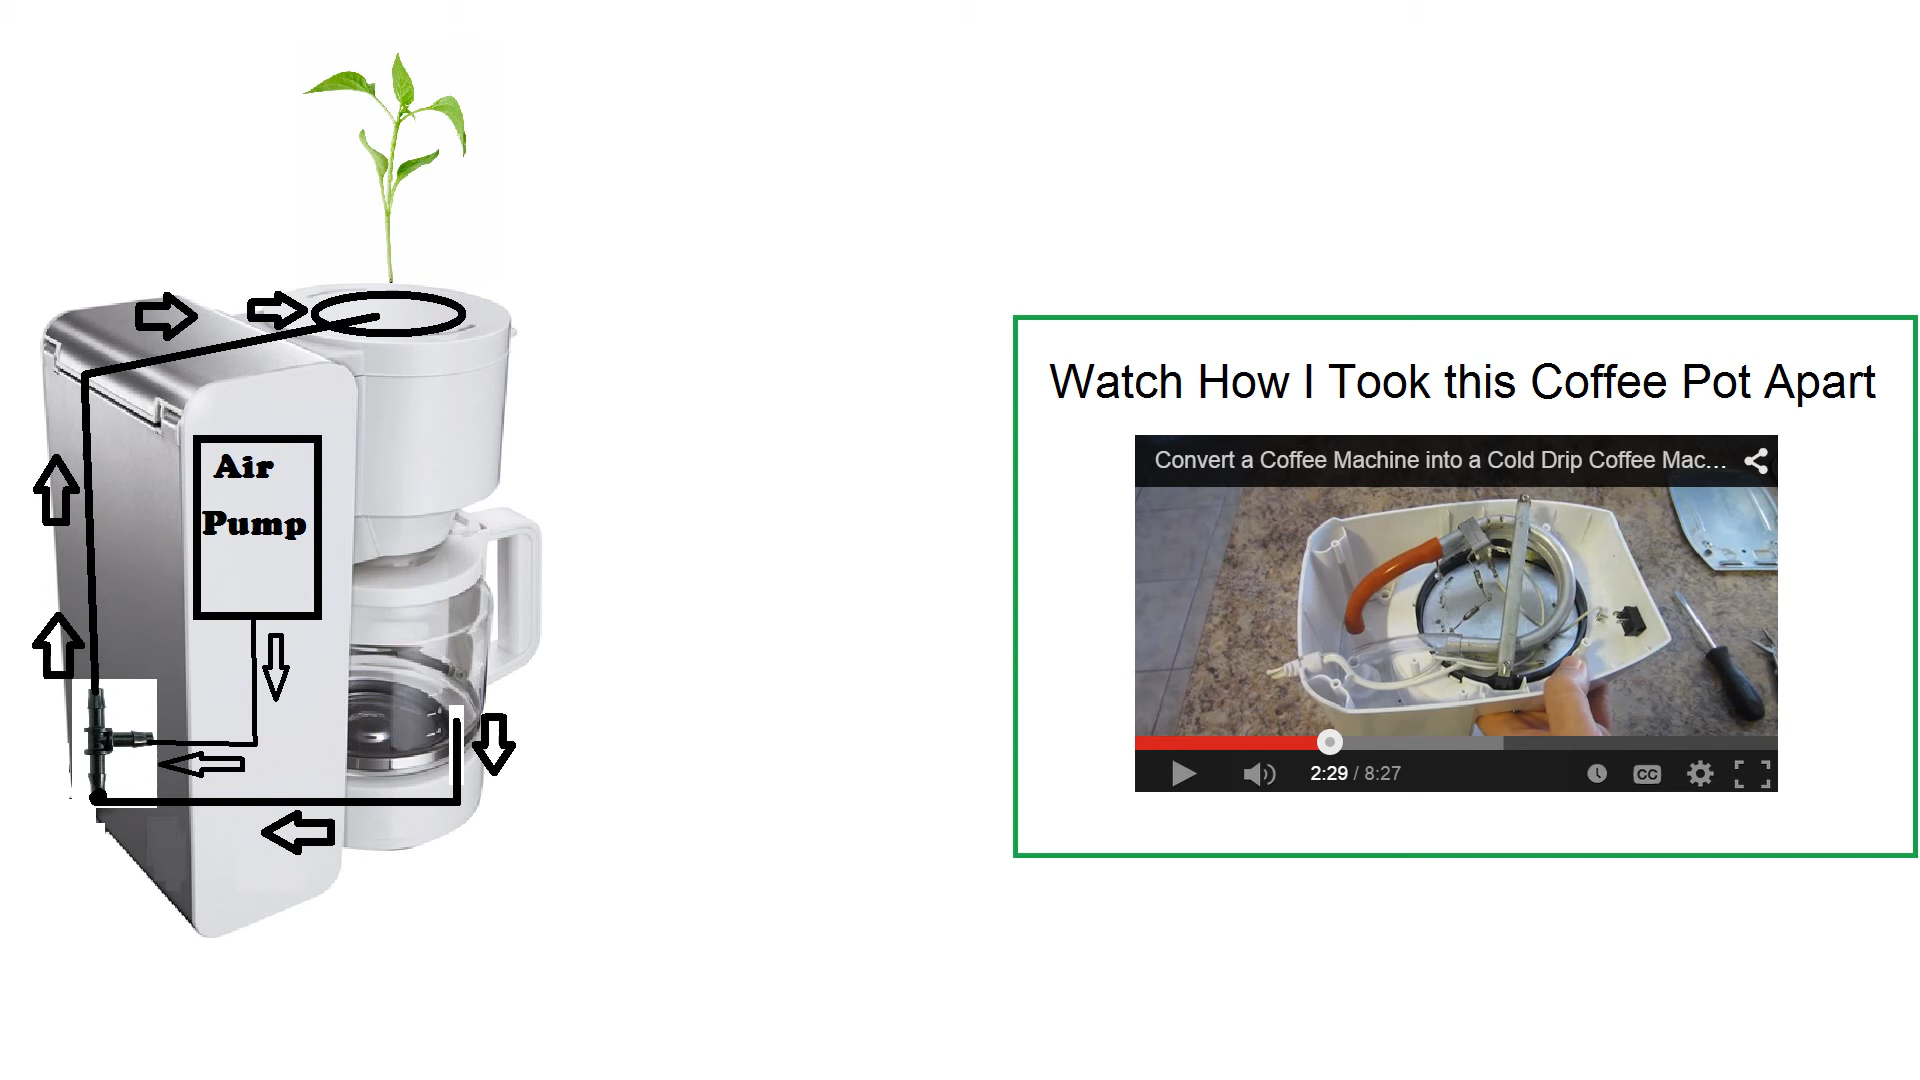 Air
Pump
Watch How I Took this Coffee Pot Apart
Convert a Coffee Machine into a Cold Drip Coffee Mac...
2:29 / 8:27
CC